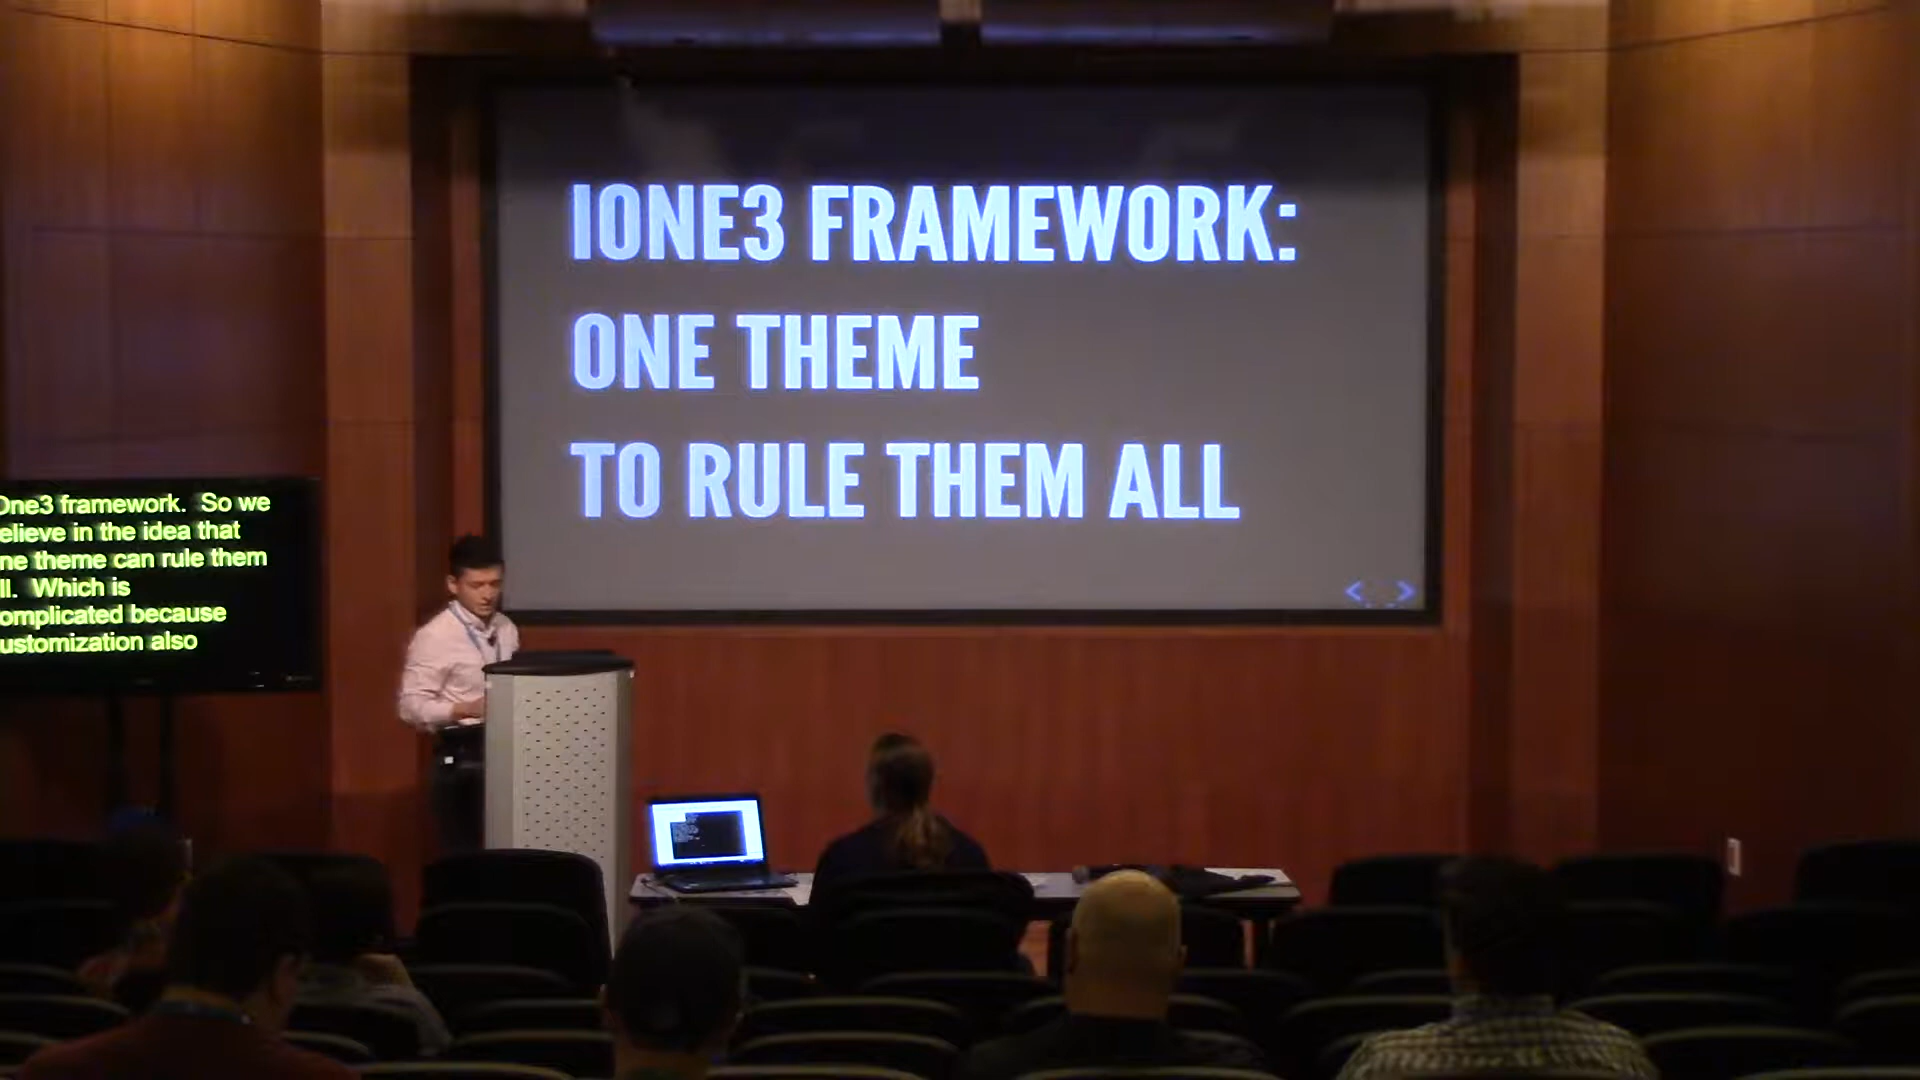 IONE3 FRAMEWORK:
ONE THEME
TO RULE THEM ALL
One3 framework. So we
elieve in the idea that
ne theme can rule them
ll. Which is
omplicated because
ustomization also